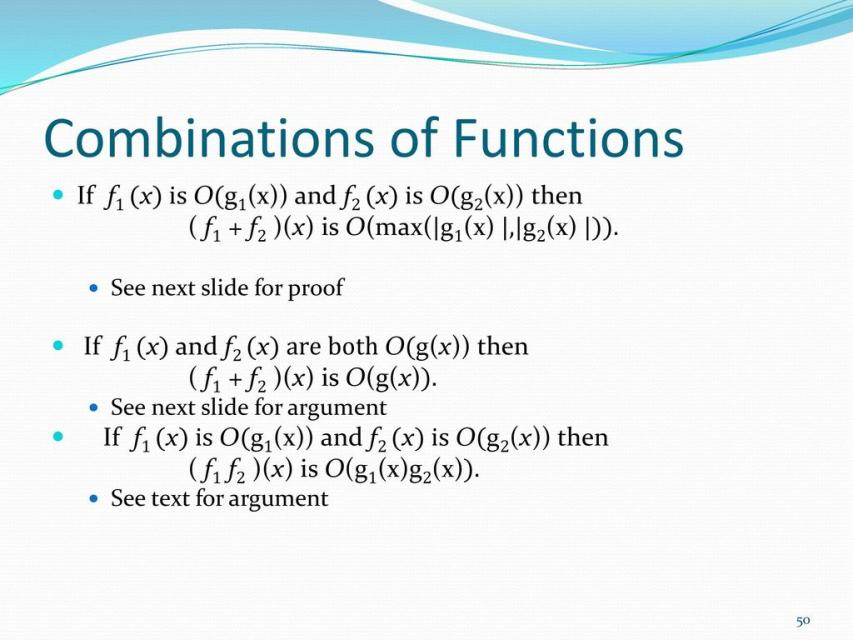 Combinations of Functions
• If f₁ (x) is O(g₁(x)) and f₂ (x) is O(g₂(x)) then
( f₁ + f₂ )(x) is O(max(|g₁(x) |,|g₂(x) |)).
• See next slide for proof
• If f₁ (x) and f₂ (x) are both O(g(x)) then
( f₁ + f₂ )(x) is O(g(x)).
• See next slide for argument
• If f₁ (x) is O(g₁(x)) and f₂ (x) is O(g₂(x)) then
( f₁ f₂ )(x) is O(g₁(x)g₂(x)).
• See text for argument
50